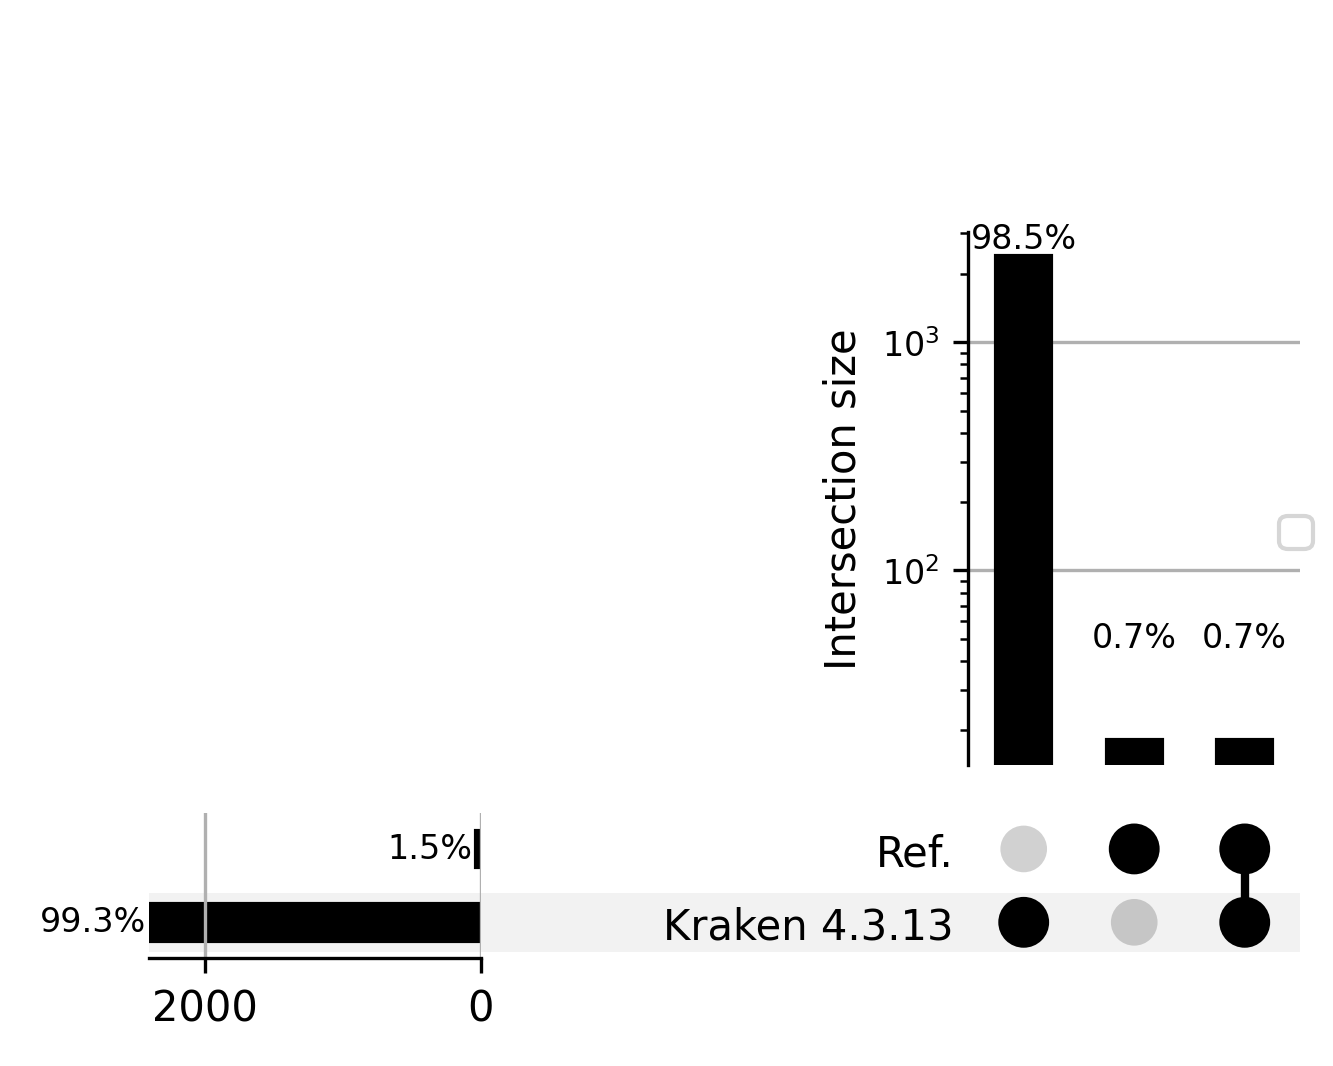 98.5%
10³
10²
Intersection size
0.7% 0.7%
1.5%
Ref.
99.3%
Kraken 4.3.13
2000 0